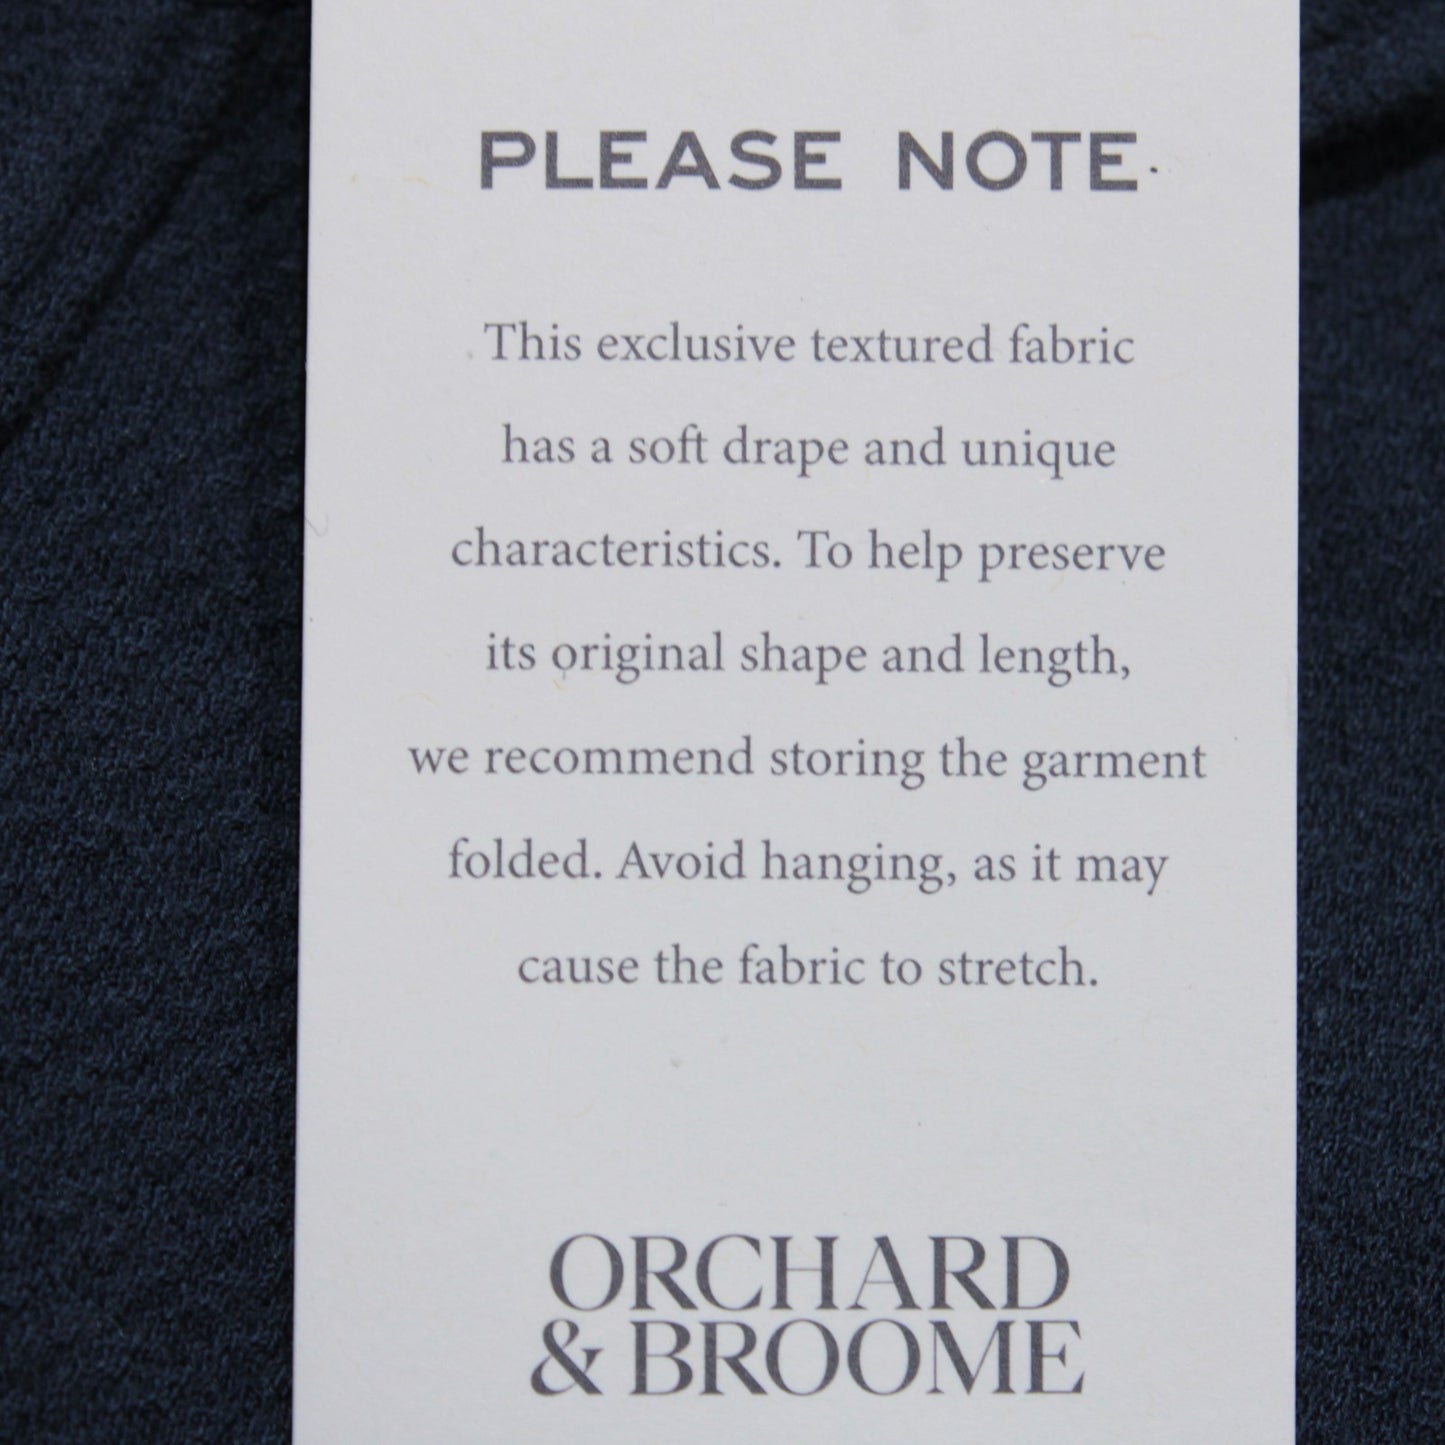 PLEASE NOTE
This exclusive textured fabric
has a soft drape and unique
characteristics. To help preserve
its original shape and length,
we recommend storing the garment
folded. Avoid hanging, as it may
cause the fabric to stretch.
ORCHARD
& BROOME